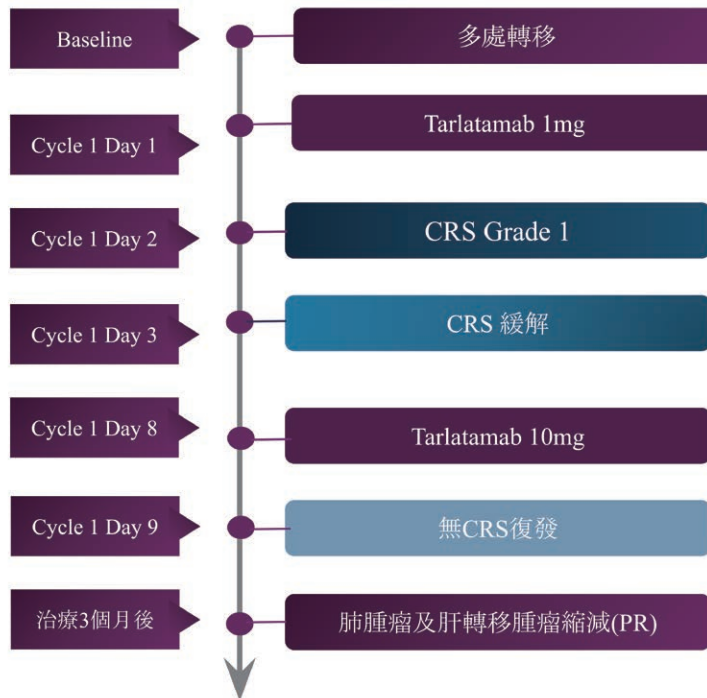 Baseline
多處轉移
Cycle 1 Day 1
Tarlatamab 1mg
Cycle 1 Day 2
CRS Grade 1
Cycle 1 Day 3
CRS 緩解
Cycle 1 Day 8
Tarlatamab 10mg
Cycle 1 Day 9
無CRS復發
治療3個月後
肺腫瘤及肝轉移腫瘤縮減(PR)